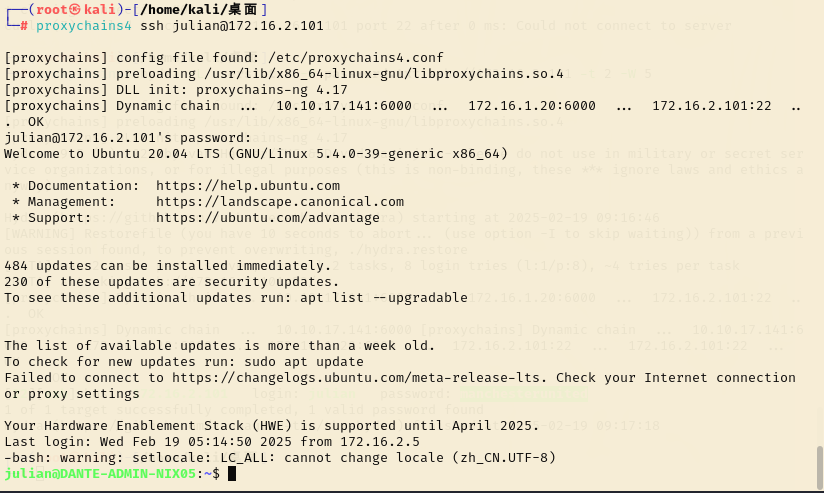 ┌──(root㉿kali)-[/home/kali/桌面]
└─# proxychains4 ssh julian@172.16.2.101
[proxychains] config file found: /etc/proxychains4.conf
[proxychains] preloading /usr/lib/x86_64-linux-gnu/libproxychains.so.4
[proxychains] DLL init: proxychains-ng 4.17
[proxychains] Dynamic chain  ...  10.10.17.141:6000  ...  172.16.1.20:6000  ...  172.16.2.101:22  ..
.  OK
julian@172.16.2.101's password:
Welcome to Ubuntu 20.04 LTS (GNU/Linux 5.4.0-39-generic x86_64)
 * Documentation:  https://help.ubuntu.com
 * Management:     https://landscape.canonical.com
 * Support:        https://ubuntu.com/advantage
484 updates can be installed immediately.
230 of these updates are security updates.
To see these additional updates run: apt list --upgradable
The list of available updates is more than a week old.
To check for new updates run: sudo apt update
Failed to connect to https://changelogs.ubuntu.com/meta-release-lts. Check your Internet connection
or proxy settings
Your Hardware Enablement Stack (HWE) is supported until April 2025.
Last login: Wed Feb 19 05:14:50 2025 from 172.16.2.5
-bash: warning: setlocale: LC_ALL: cannot change locale (zh_CN.UTF-8)
julian@DANTE-ADMIN-NIX05:~$